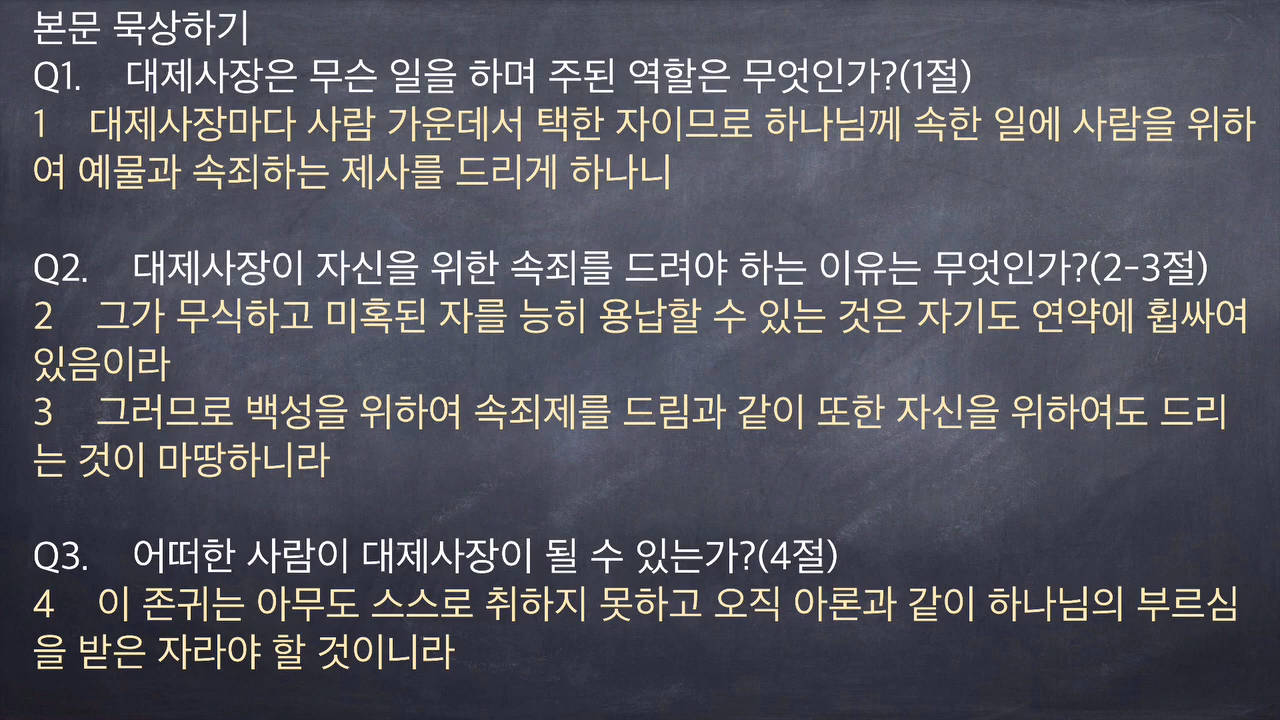 본문 묵상하기
Q1. 대제사장은 무슨 일을 하며 주된 역할은 무엇인가?(1절)
1 대제사장마다 사람 가운데서 택한 자이므로 하나님께 속한 일에 사람을 위하
여 예물과 속죄하는 제사를 드리게 하나니
Q2. 대제사장이 자신을 위한 속죄를 드려야 하는 이유는 무엇인가?(2-3절)
2 그가 무식하고 미혹된 자를 능히 용납할 수 있는 것은 자기도 연약에 휩싸여
있음이라
3 그러므로 백성을 위하여 속죄제를 드림과 같이 또한 자신을 위하여도 드리
는 것이 마땅하니라
Q3. 어떠한 사람이 대제사장이 될 수 있는가?(4절)
4 이 존귀는 아무도 스스로 취하지 못하고 오직 아론과 같이 하나님의 부르심
을 받은 자라야 할 것이니라